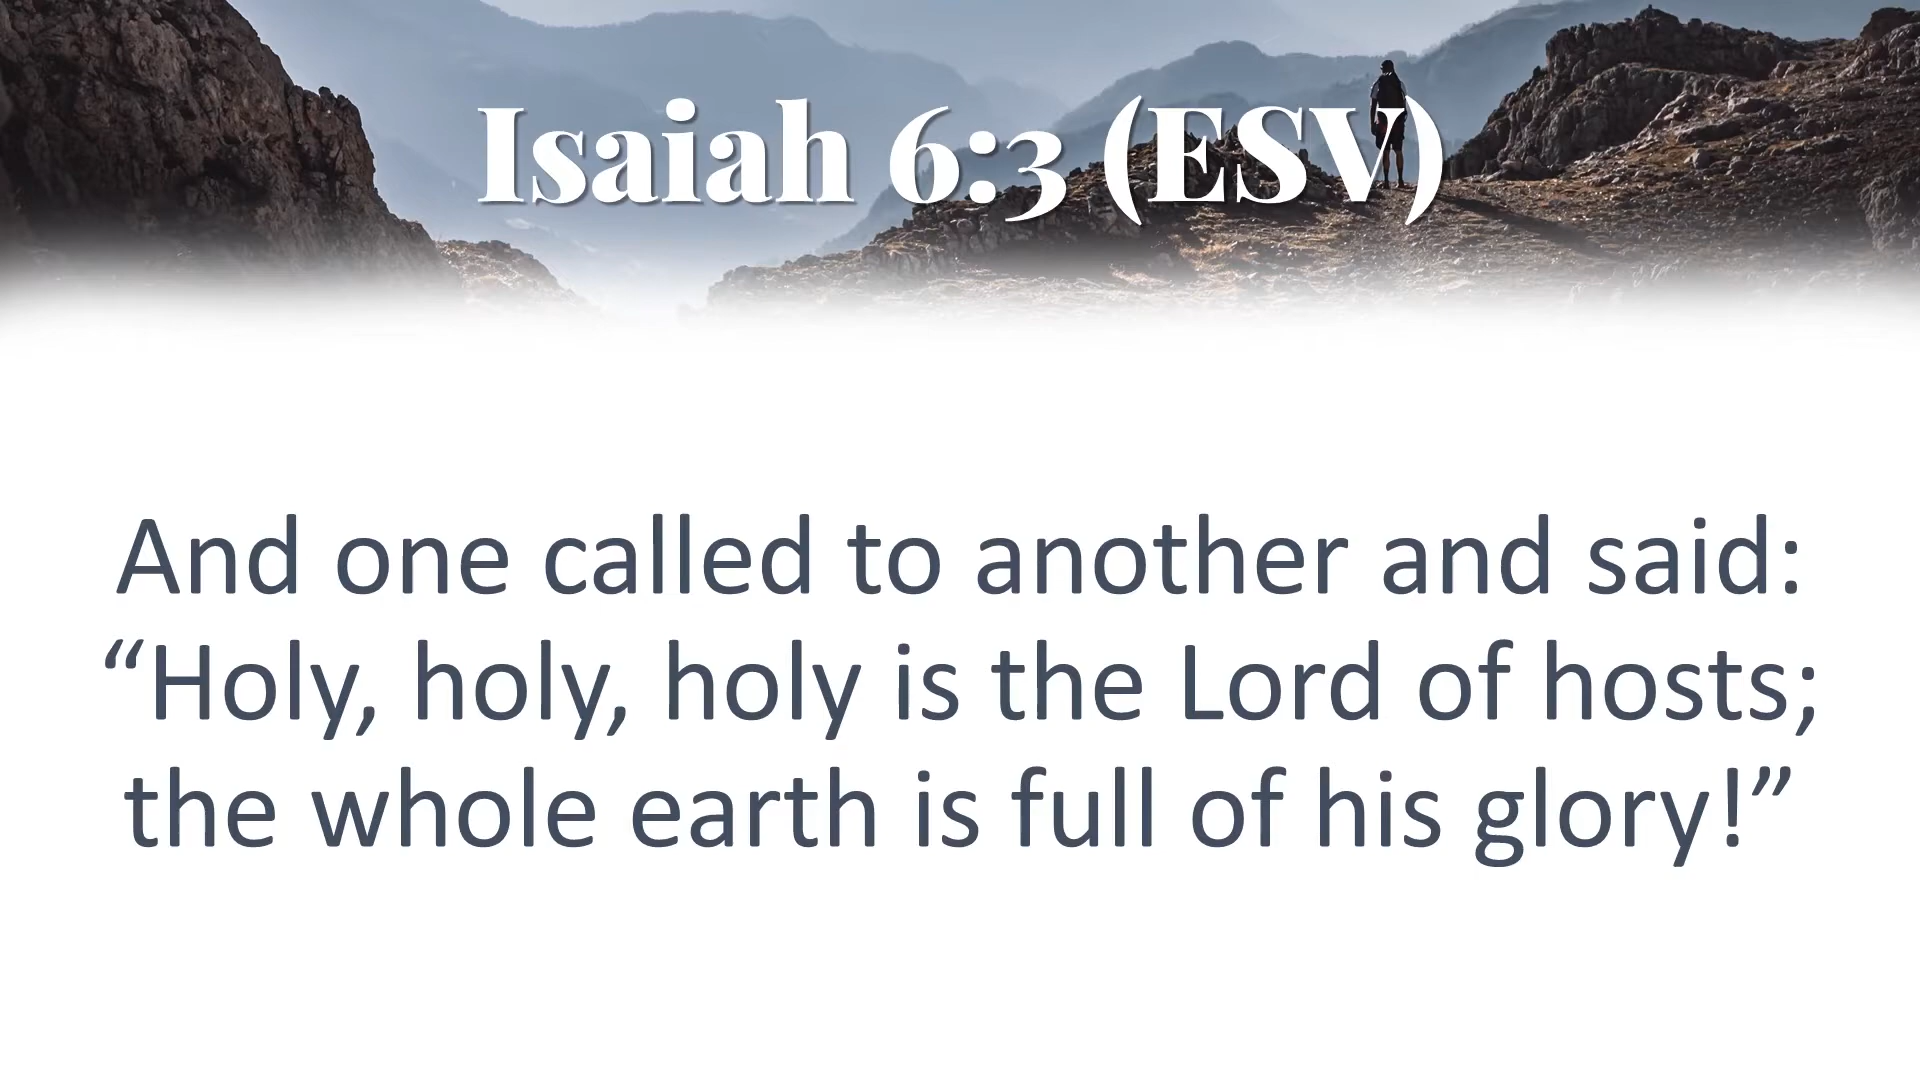 Isaiah 6:3 (ESV)
And one called to another and said:
“Holy, holy, holy is the Lord of hosts;
the whole earth is full of his glory!”